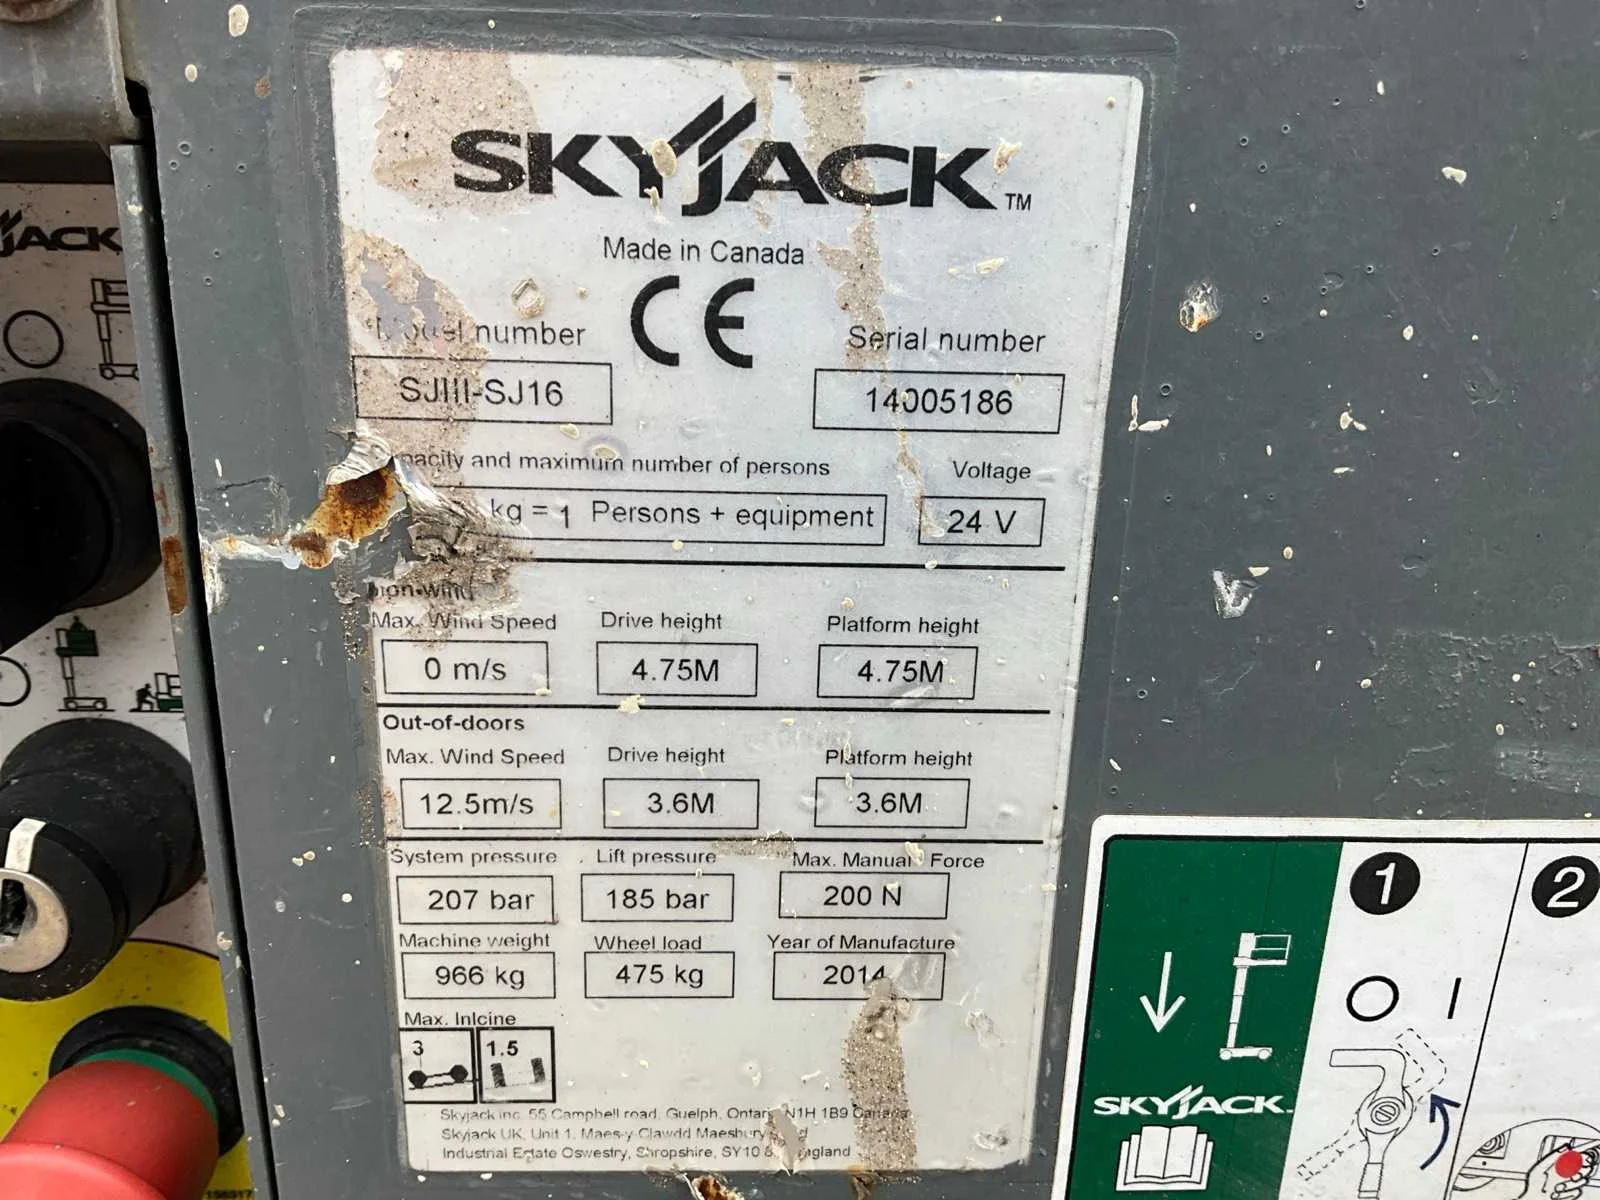 SKYJACK TM
Made in Canada
CE
Model number
Serial number
SJIII-SJ16
14005186
and maximum number of persons
Voltage
kg = 1 Persons + equipment
24 V
Max. Wind Speed
Drive height
Platform height
0 m/s
4.75M
4.75M
Out-of-doors
Max. Wind Speed
Drive height
Platform height
12.5m/s
3.6M
3.6M
System pressure
Lift pressure
Max. Manual Force
207 bar
185 bar
200 N
Machine weight
Wheel load
Year of Manufacture
966 kg
475 kg
2014
Max. Inlcine
3
1.5
Skyjack inc. 55 Campbell road, Guelph, N1H 1B9 Canada
Skyjack UK, Unit 1, Maes-y-Clawdd
Industrial Estate Oswestry, Shropshire, SY10
JACK
1
2
O
I
SKYJACK